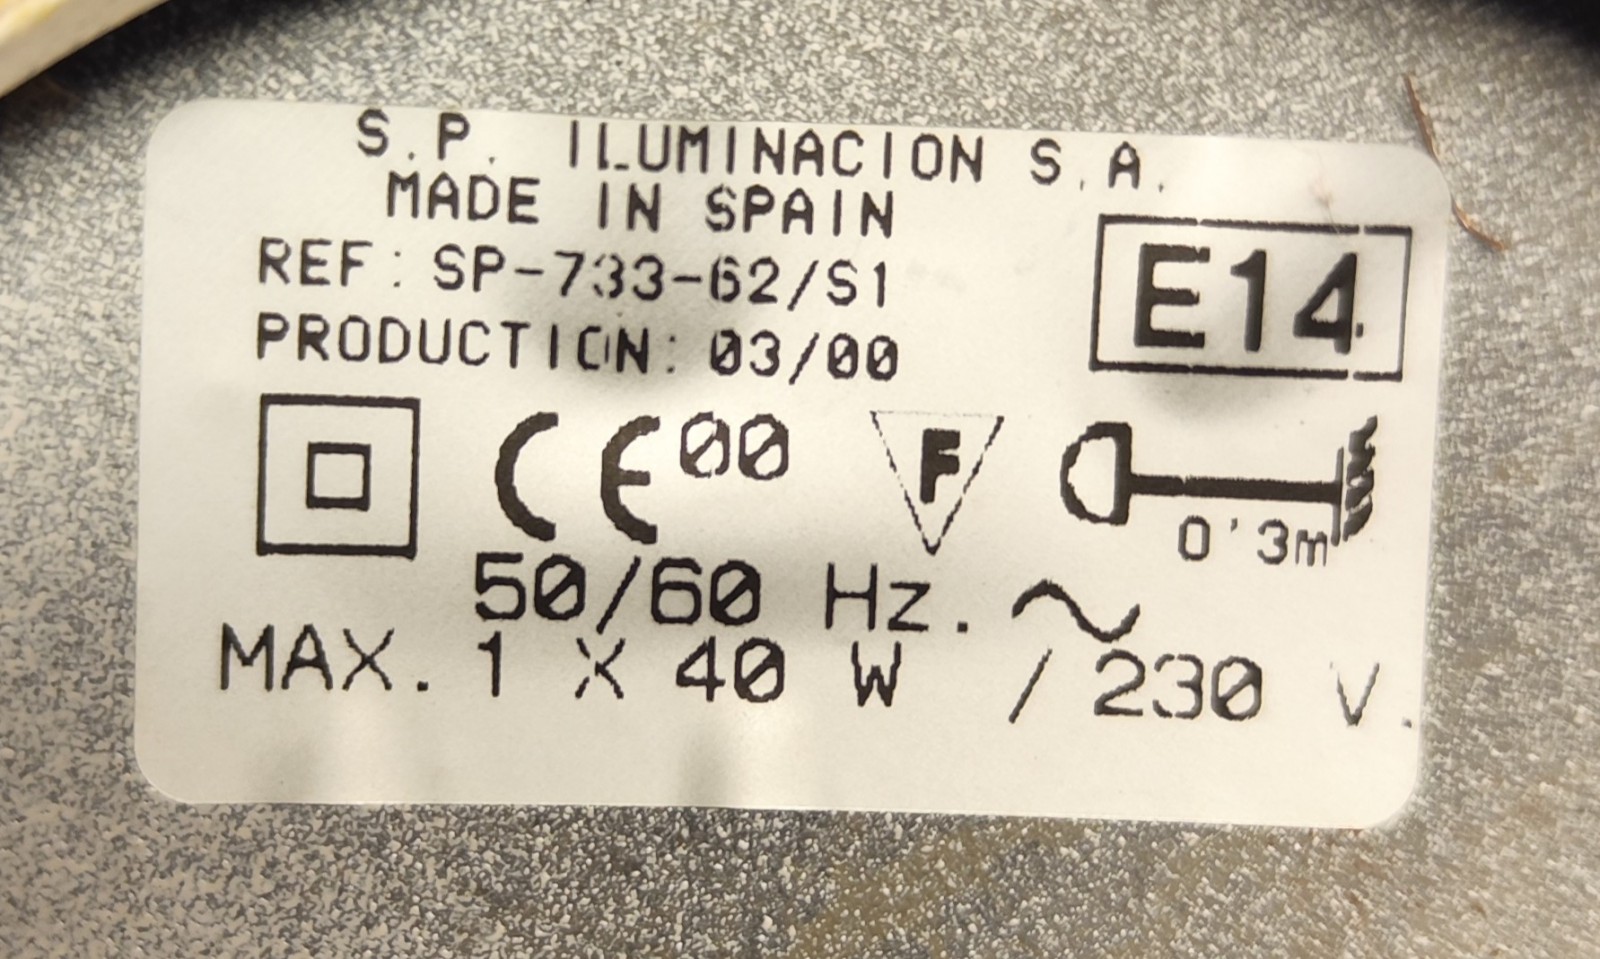 S.P. ILUMINACION S.A.
MADE IN SPAIN
REF: SP-733-62/S1
E14
PRODUCTION: 03/00
CE 00
F
0'3m
50/60 Hz. ~
MAX. 1 X 40 W / 230 V.